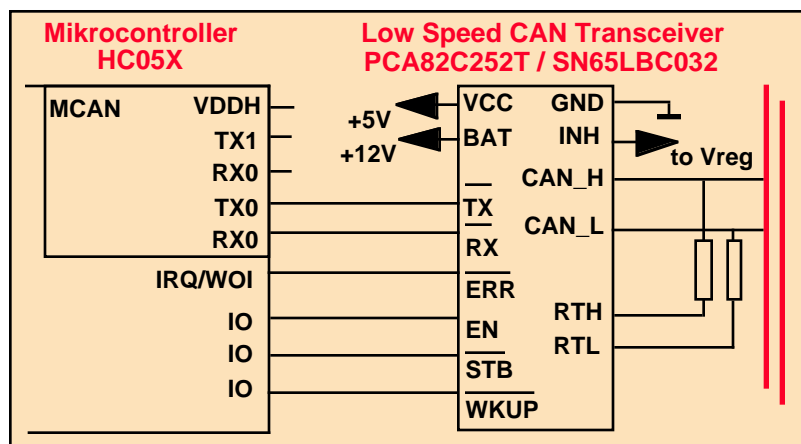 Mikrocontroller
HC05X
Low Speed CAN Transceiver
PCA82C252T / SN65LBC032
MCAN
VDDH
TX1
RX0
TX0
RX0
IRQ/WOI
IO
IO
IO
+5V
+12V
VCC
BAT
TX
RX
ERR
EN
STB
WKUP
GND
INH
to Vreg
CAN_H
CAN_L
RTH
RTL